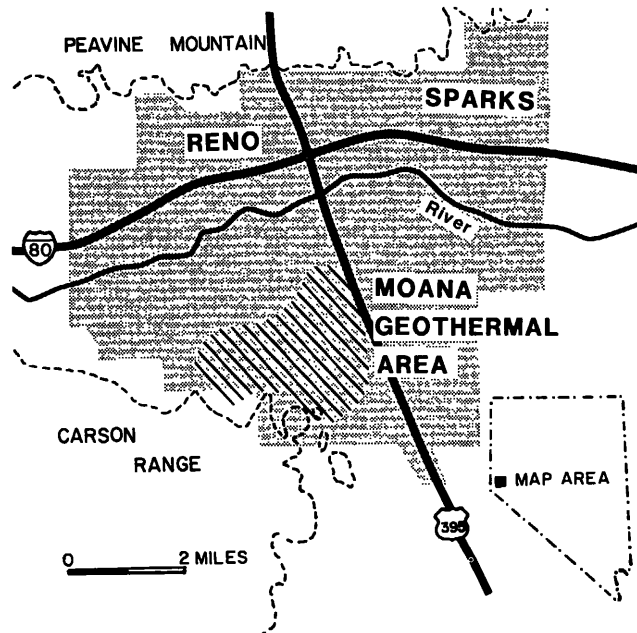 PEAVINE MOUNTAIN
SPARKS
RENO
River
80
MOANA
GEOTHERMAL
AREA
CARSON
RANGE
MAP AREA
395
0 2 MILES